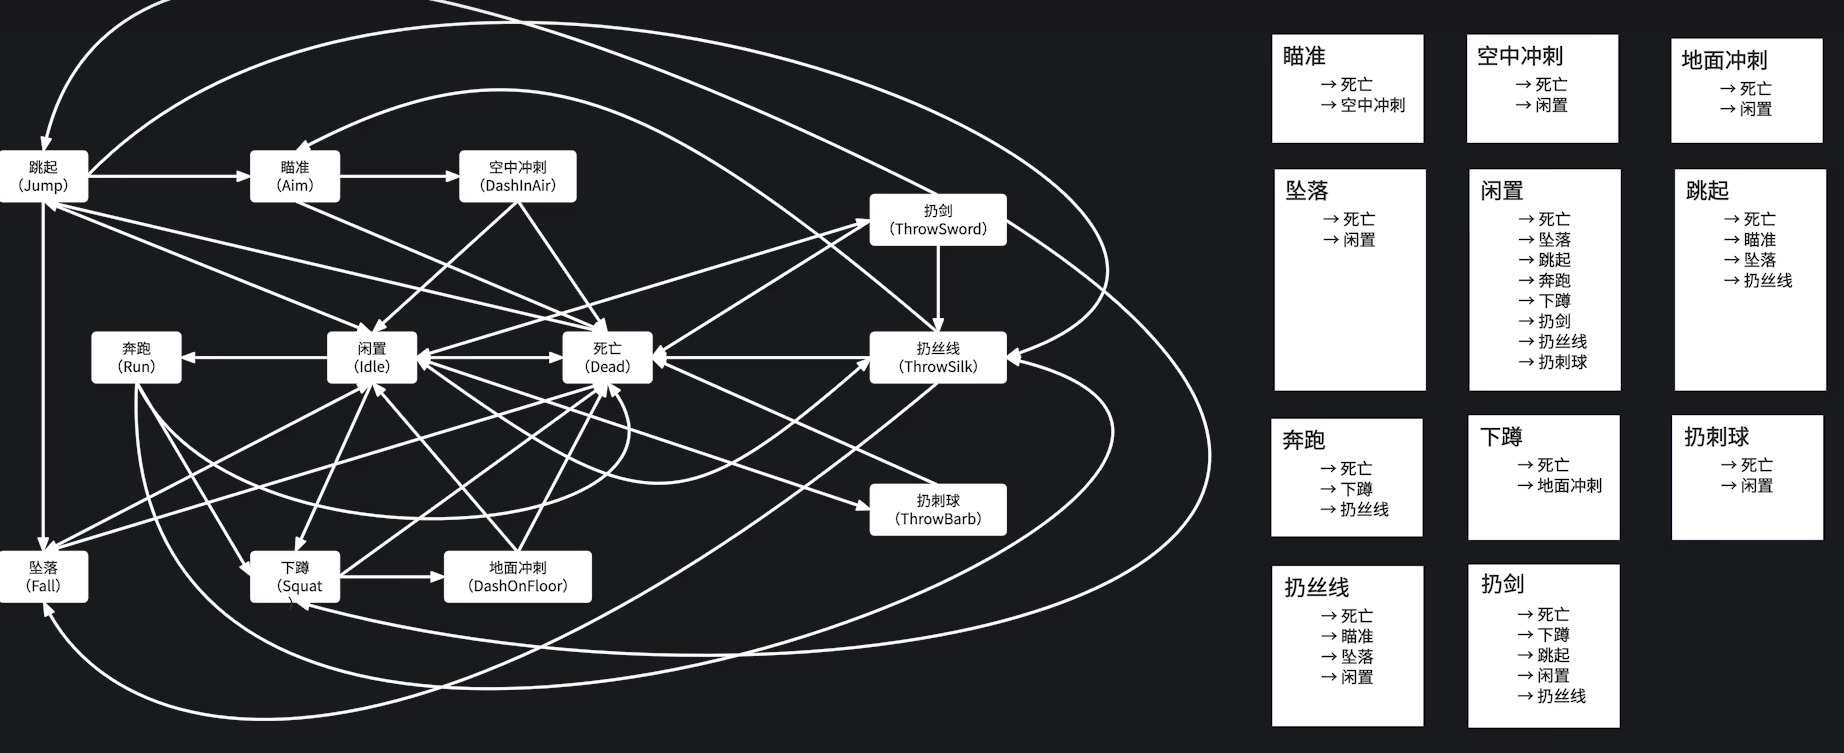 跳起
（Jump）
瞄准
（Aim）
空中冲刺
（DashInAir）
扔剑
（ThrowSword）
奔跑
（Run）
闲置
（Idle）
死亡
（Dead）
扔丝线
（ThrowSilk）
扔刺球
（ThrowBarb）
坠落
（Fall）
下蹲
（Squat
）
地面冲刺
（DashOnFloor）
瞄准
→ 死亡
→ 空中冲刺
空中冲刺
→ 死亡
→ 闲置
地面冲刺
→ 死亡
→ 闲置
坠落
→ 死亡
→ 闲置
闲置
→ 死亡
→ 坠落
→ 跳起
→ 奔跑
→ 下蹲
→ 扔剑
→ 扔丝线
→ 扔刺球
跳起
→ 死亡
→ 瞄准
→ 坠落
→ 扔丝线
奔跑
→ 死亡
→ 下蹲
→ 扔丝线
下蹲
→ 死亡
→ 地面冲刺
扔刺球
→ 死亡
→ 闲置
扔丝线
→ 死亡
→ 瞄准
→ 坠落
→ 闲置
扔剑
→ 死亡
→ 下蹲
→ 跳起
→ 闲置
→ 扔丝线